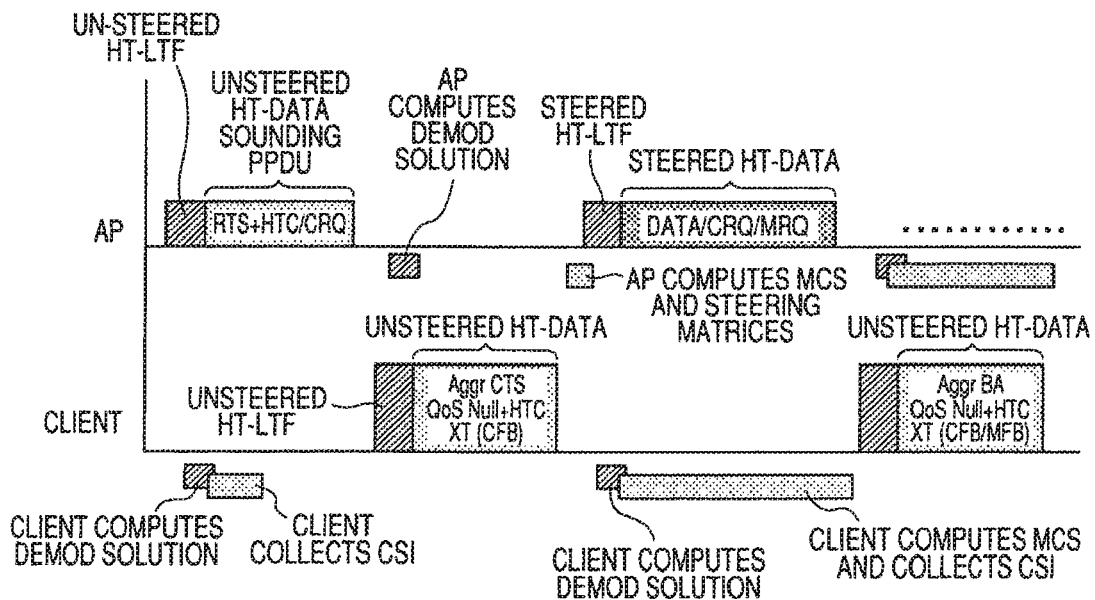 UN-STEERED
HT-LTF
UNSTEERED
HT-DATA
SOUNDING
PPDU
AP
COMPUTES
DEMOD
SOLUTION
STEERED
HT-LTF
STEERED HT-DATA
AP
RTS+HTC/CRQ
DATA/CRQ/MRQ
AP COMPUTES MCS
AND STEERING
MATRICES
UNSTEERED HT-DATA
UNSTEERED HT-DATA
CLIENT
UNSTEERED
HT-LTF
Aggr CTS
QoS Null+HTC
XT (CFB)
Aggr BA
QoS Null+HTC
XT (CFB/MFB)
CLIENT COMPUTES
DEMOD SOLUTION
CLIENT
COLLECTS CSI
CLIENT COMPUTES
DEMOD SOLUTION
CLIENT COMPUTES MCS
AND COLLECTS CSI